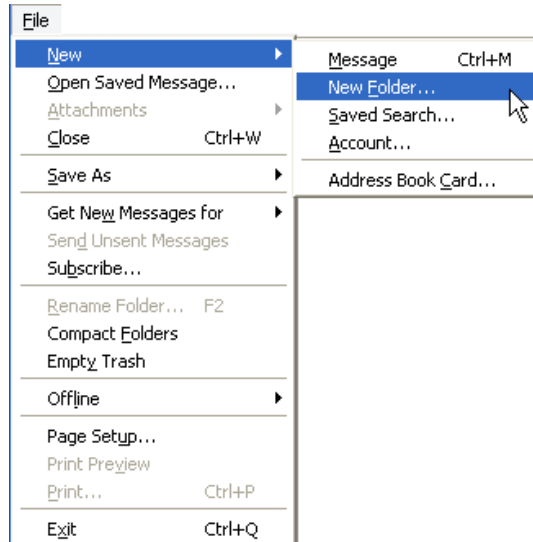 File
New
Open Saved Message...
Attachments
Close Ctrl+W
Save As
Get New Messages for
Send Unsent Messages
Subscribe...
Rename Folder... F2
Compact Folders
Empty Trash
Offline
Page Setup...
Print Preview
Print... Ctrl+P
Exit Ctrl+Q
Message Ctrl+M
New Folder...
Saved Search...
Account...
Address Book Card...